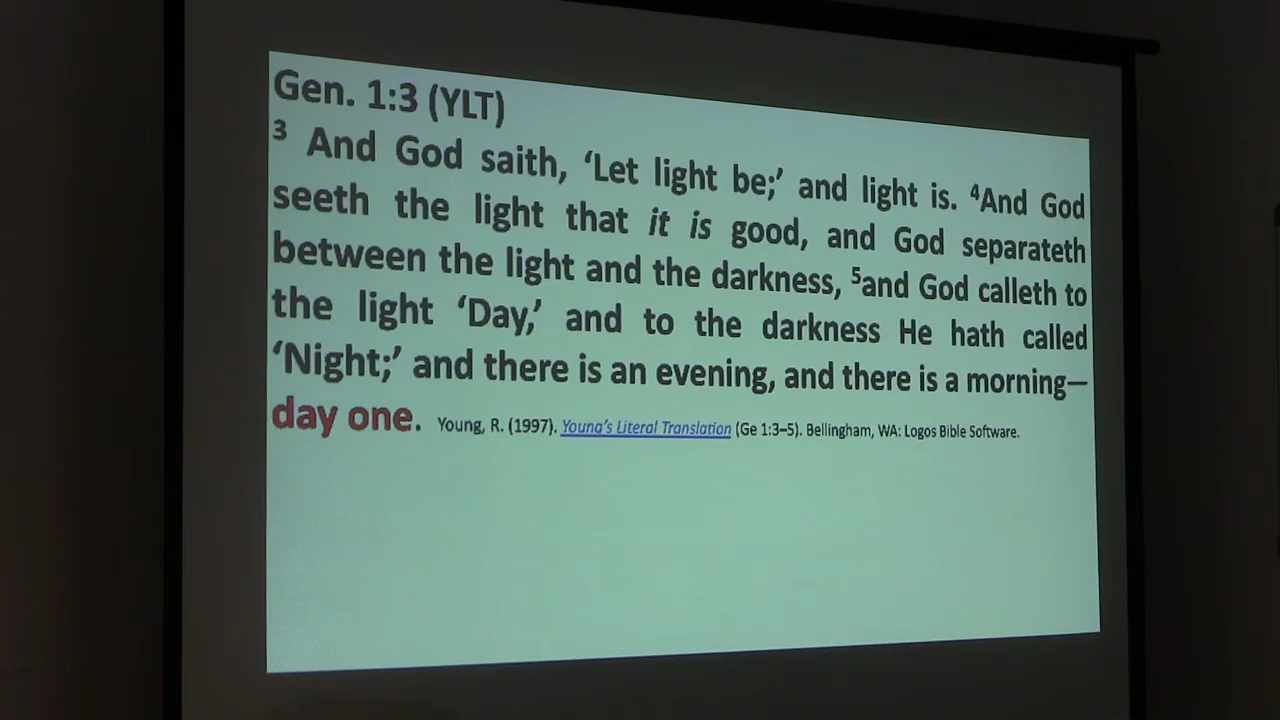 Gen. 1:3 (YLT)
³ And God saith, ‘Let light be;’ and light is. ⁴And God
seeth the light that it is good, and God separateth
between the light and the darkness, ⁵and God calleth to
the light ‘Day,’ and to the darkness He hath called
‘Night;’ and there is an evening, and there is a morning—
day one. Young, R. (1997). Young’s Literal Translation (Ge 1:3–5). Bellingham, WA: Logos Bible Software.